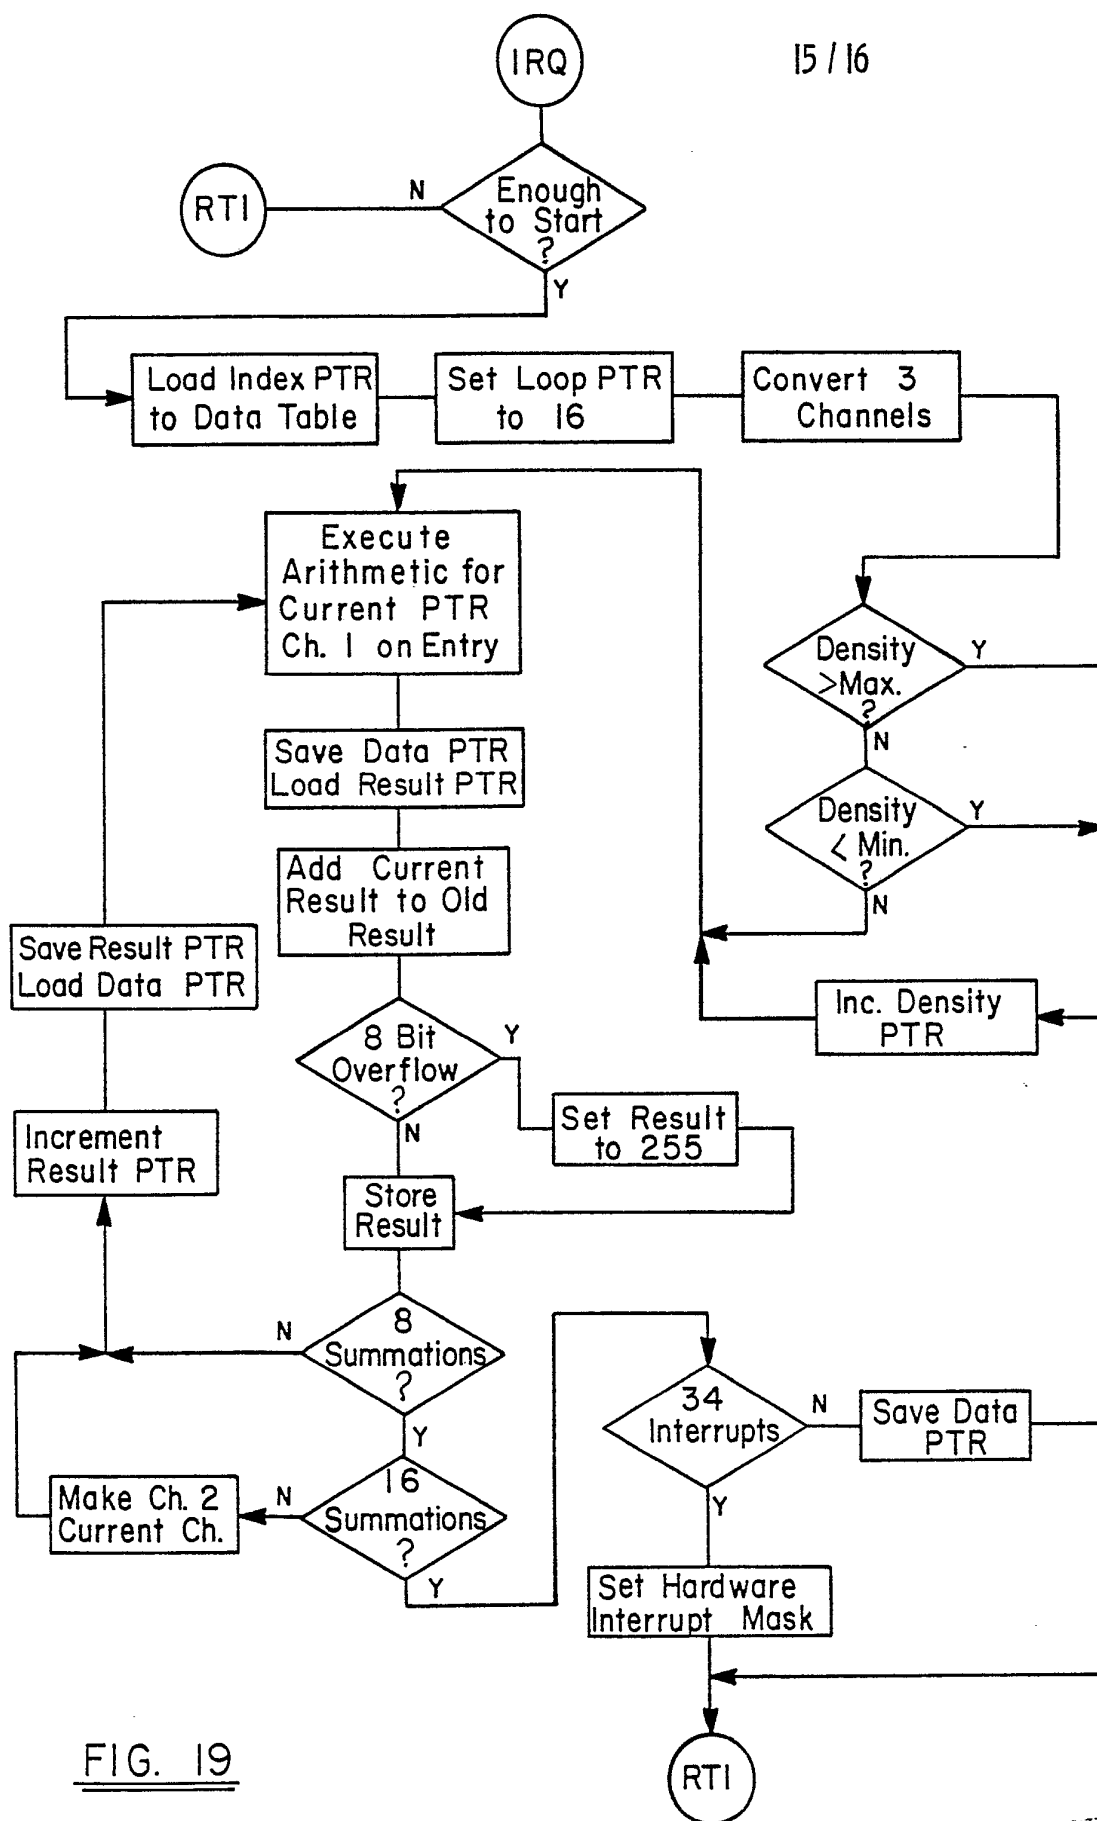 IRQ
15 / 16
RTI
N
Enough
to Start
?
Y
Load Index PTR
to Data Table
Set Loop PTR
to 16
Convert 3
Channels
Execute
Arithmetic for
Current PTR
Ch. 1 on Entry
Density
>Max.
?
Y
N
Save Data PTR
Load Result PTR
Density
< Min.
?
Y
N
Add Current
Result to Old
Result
Save Result PTR
Load Data PTR
Inc. Density
PTR
8 Bit
Overflow
?
Y
N
Set Result
to 255
Increment
Result PTR
Store
Result
8
Summations
?
N
Y
34
Interrupts
N
Y
Save Data
PTR
16
Summations
?
N
Y
Make Ch. 2
Current Ch.
Set Hardware
Interrupt Mask
RTI
FIG. 19